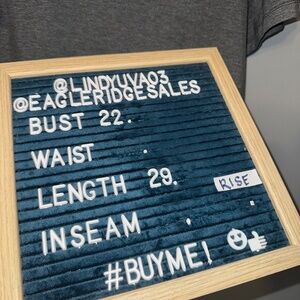 @LINDYUVA03
@EAGLERIDGESALES
BUST 22.
WAIST .
LENGTH 29. RISE
INSEAM . .
#BUYME!